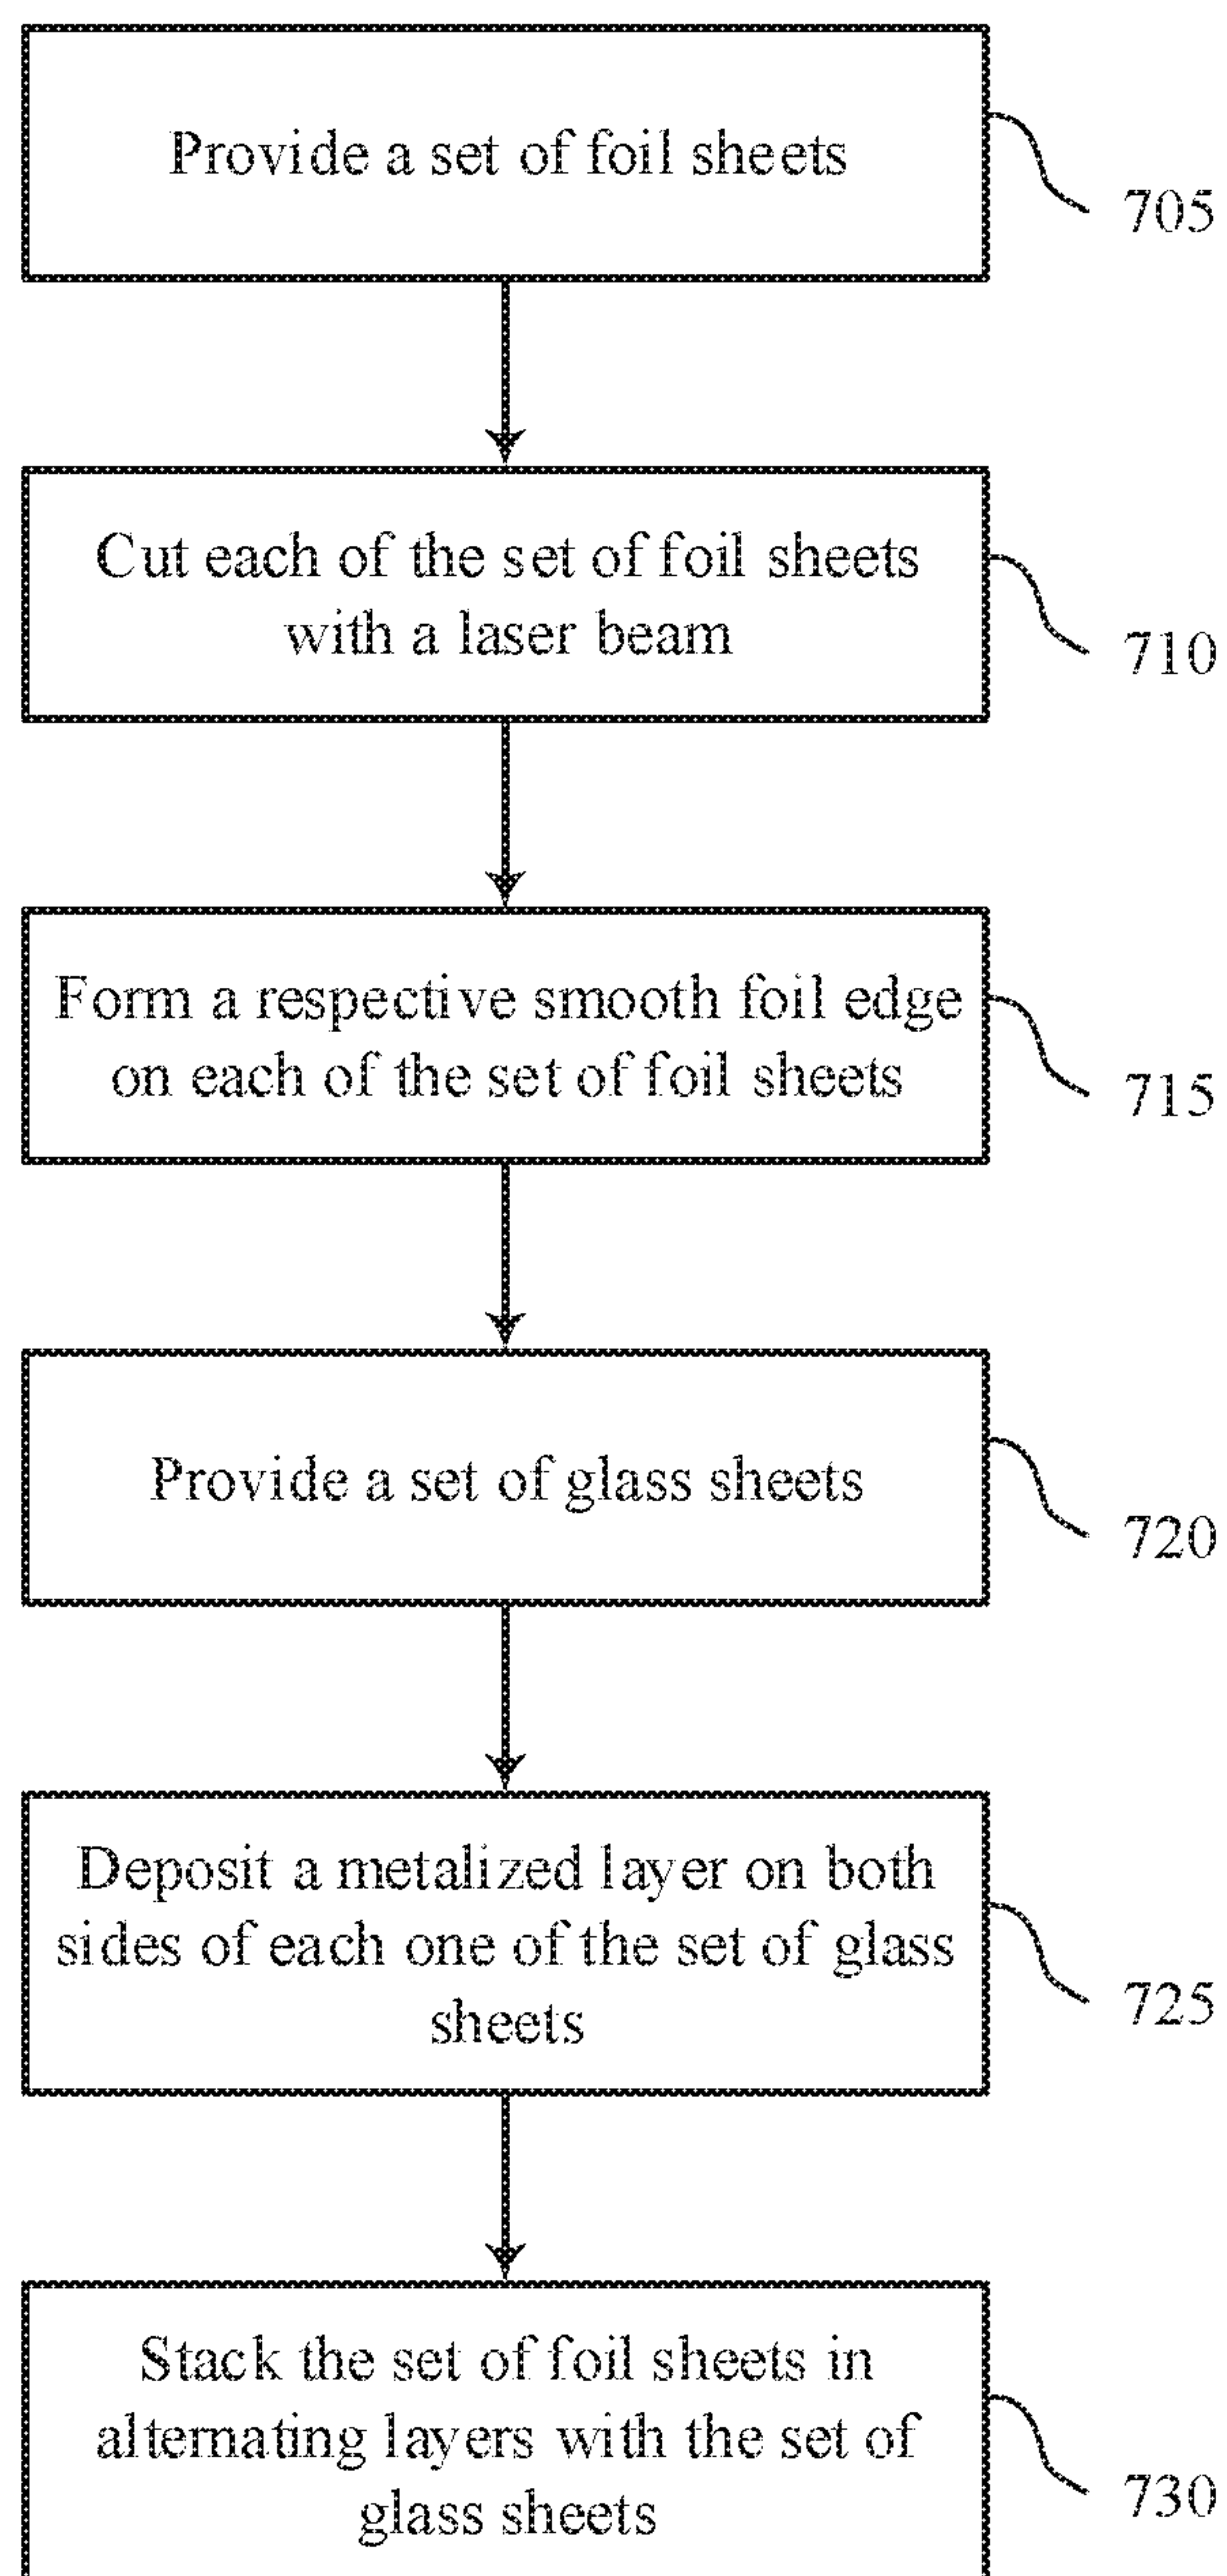 Provide a set of foil sheets
705
Cut each of the set of foil sheets
with a laser beam
710
Form a respective smooth foil edge
on each of the set of foil sheets
715
Provide a set of glass sheets
720
Deposit a metalized layer on both
sides of each one of the set of glass
sheets
725
Stack the set of foil sheets in
alternating layers with the set of
glass sheets
730